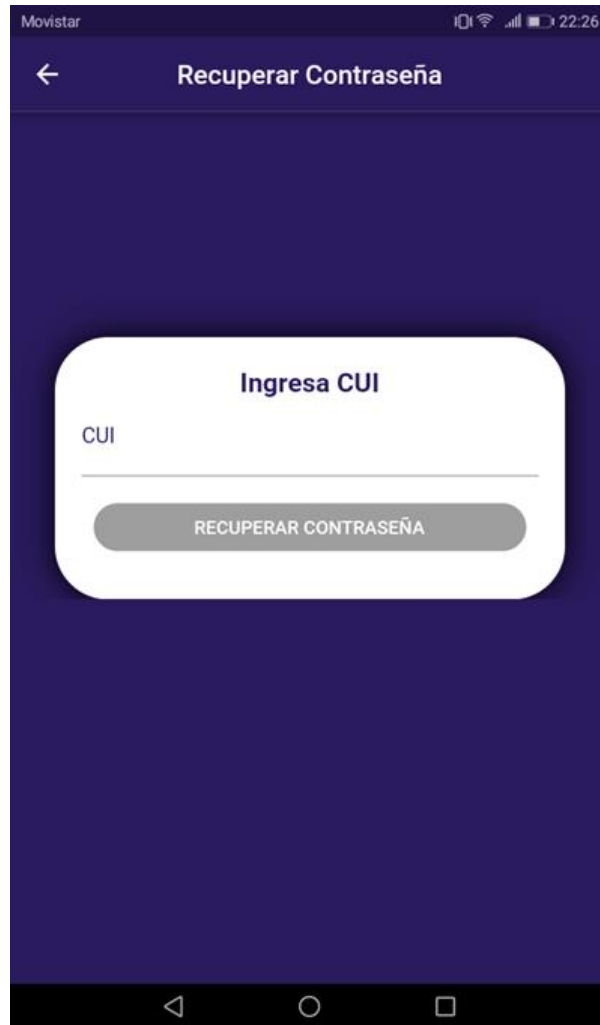 Movistar 22:26
Recuperar Contraseña
Ingresa CUI
CUI
RECUPERAR CONTRASEÑA